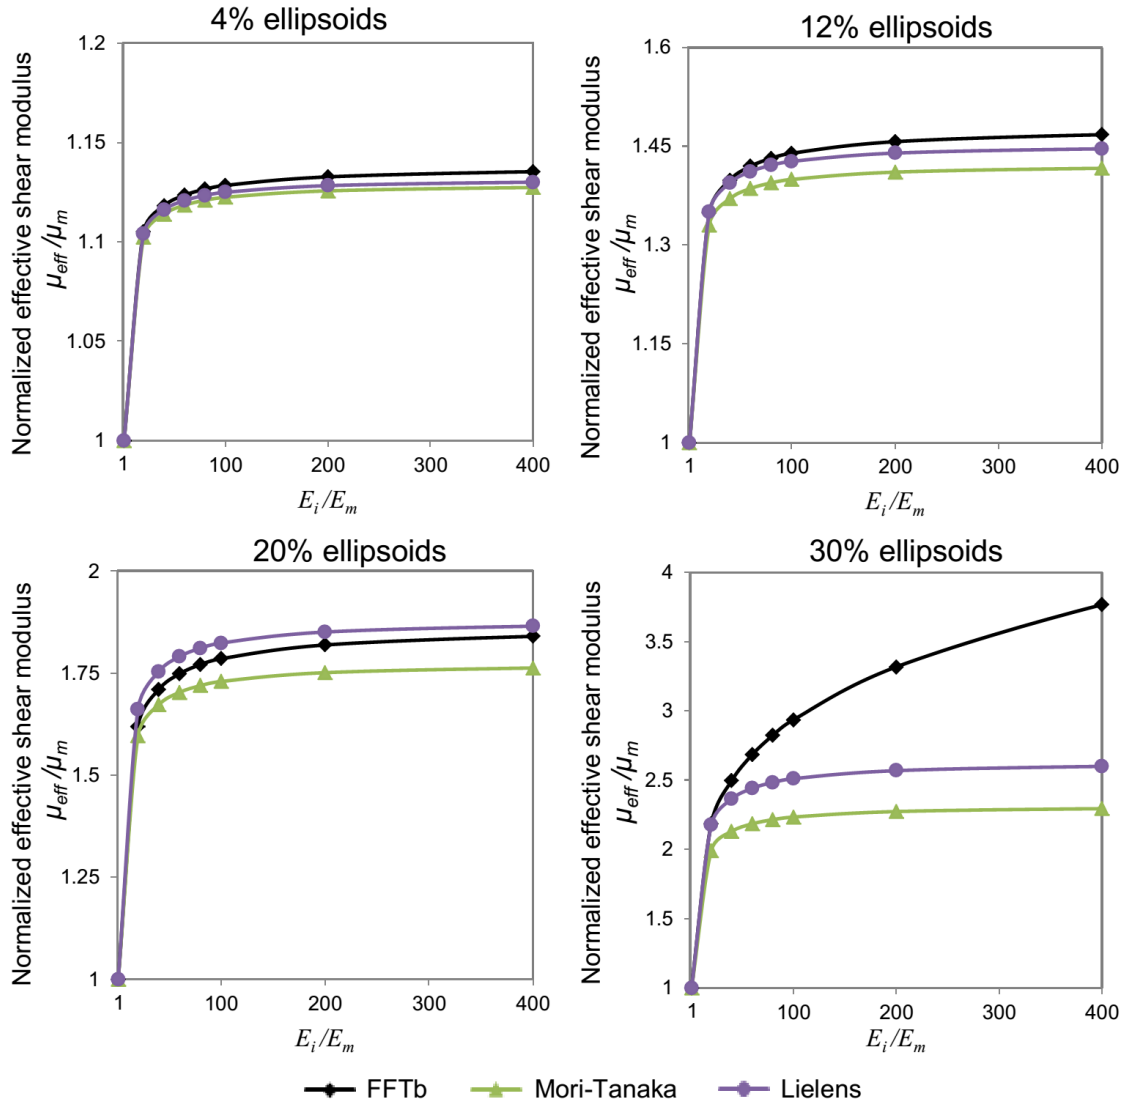 4% ellipsoids
Normalized effective shear modulus
μeff /μm
1.2
1.15
1.1
1.05
1
1 100 200 300 400
Ei/Em
12% ellipsoids
Normalized effective shear modulus
μeff /μm
1.6
1.45
1.3
1.15
1
1 100 200 300 400
Ei/Em
20% ellipsoids
Normalized effective shear modulus
μeff /μm
2
1.75
1.5
1.25
1
1 100 200 300 400
Ei/Em
30% ellipsoids
Normalized effective shear modulus
μeff /μm
4
3.5
3
2.5
2
1.5
1
1 100 200 300 400
Ei/Em
FFTb Mori-Tanaka Lielens